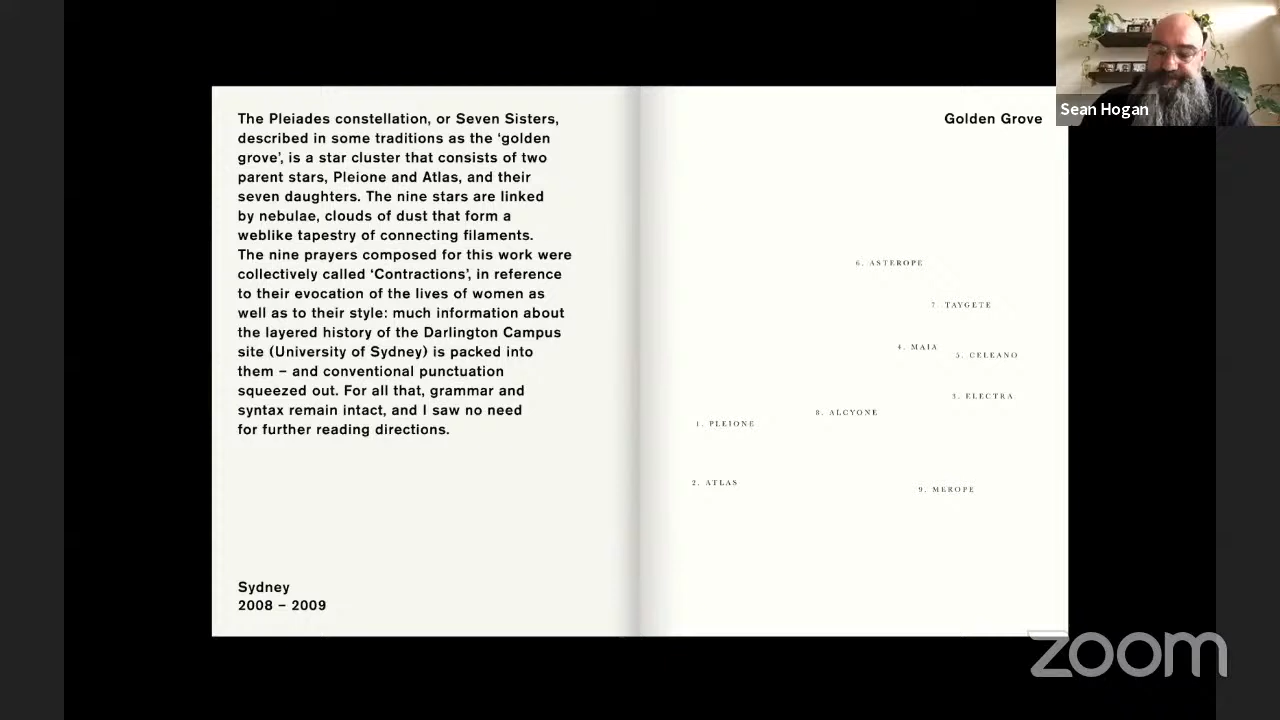 The Pleiades constellation, or Seven Sisters,
described in some traditions as the ‘golden
grove’, is a star cluster that consists of two
parent stars, Pleione and Atlas, and their
seven daughters. The nine stars are linked
by nebulae, clouds of dust that form a
weblike tapestry of connecting filaments.
The nine prayers composed for this work were
collectively called ‘Contractions’, in reference
to their evocation of the lives of women as
well as to their style: much information about
the layered history of the Darlington Campus
site (University of Sydney) is packed into
them – and conventional punctuation
squeezed out. For all that, grammar and
syntax remain intact, and I saw no need
for further reading directions.
Sydney
2008 – 2009
Golden Grove
6. ASTEROPE
7. TAYGETE
4. MAIA
5. CELEANO
3. ELECTRA
8. ALCYONE
1. PLEIONE
2. ATLAS
9. MEROPE
Sean Hogan
zoom